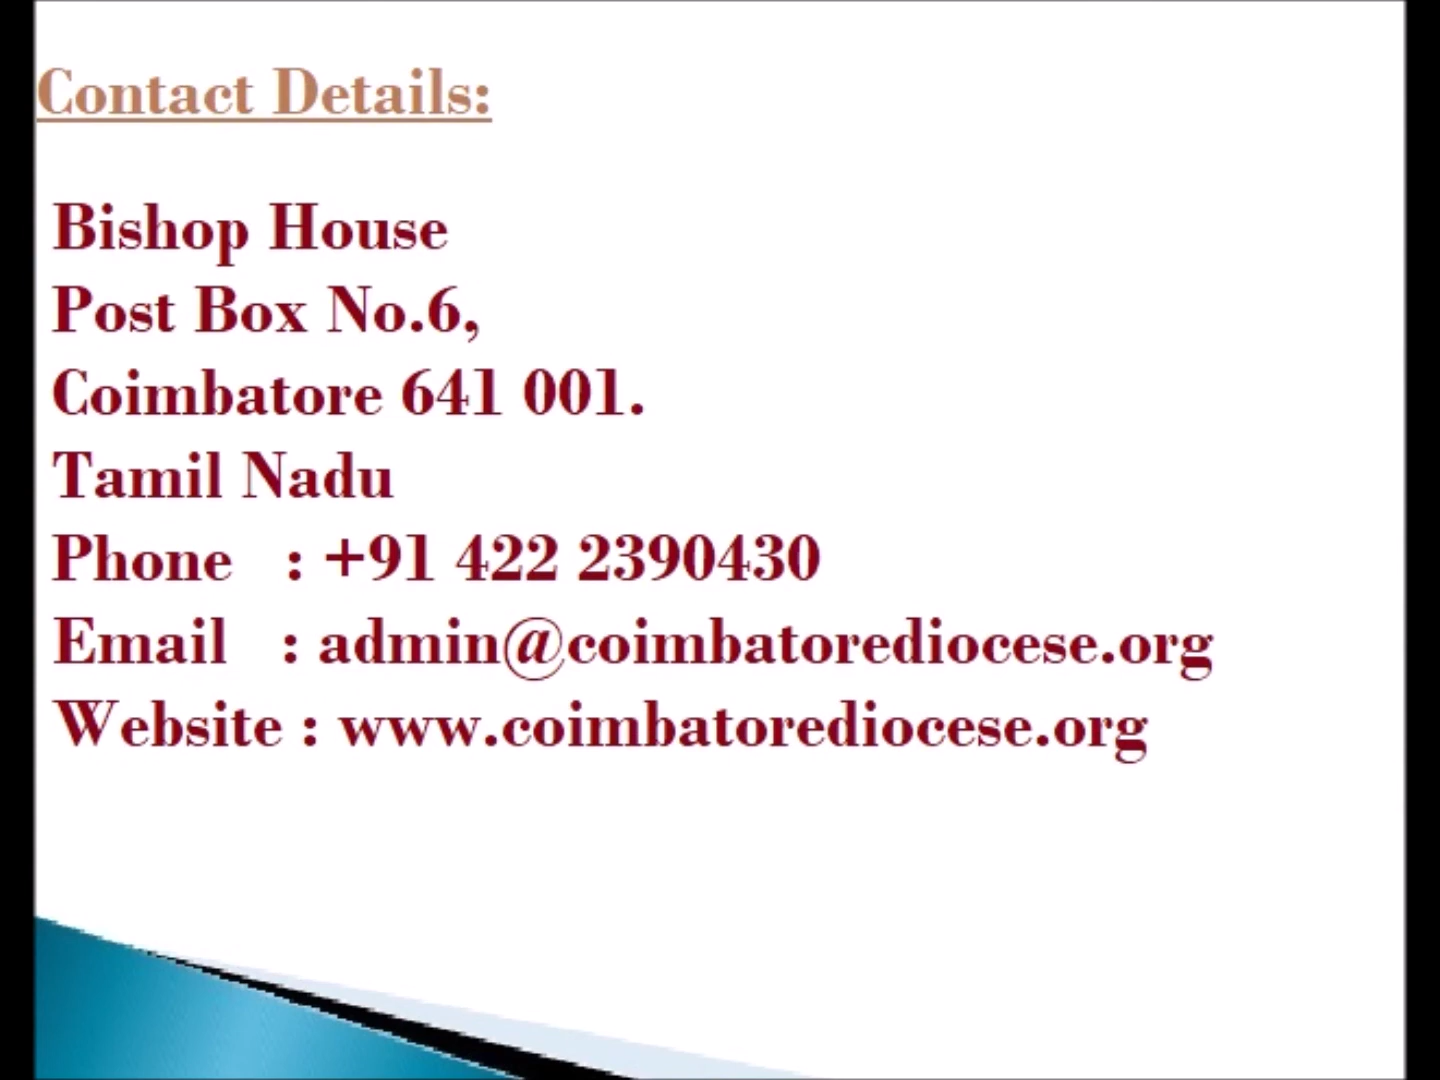 Contact Details:
Bishop House
Post Box No.6,
Coimbatore 641 001.
Tamil Nadu
Phone : +91 422 2390430
Email : admin@coimbatorediocese.org
Website : www.coimbatorediocese.org